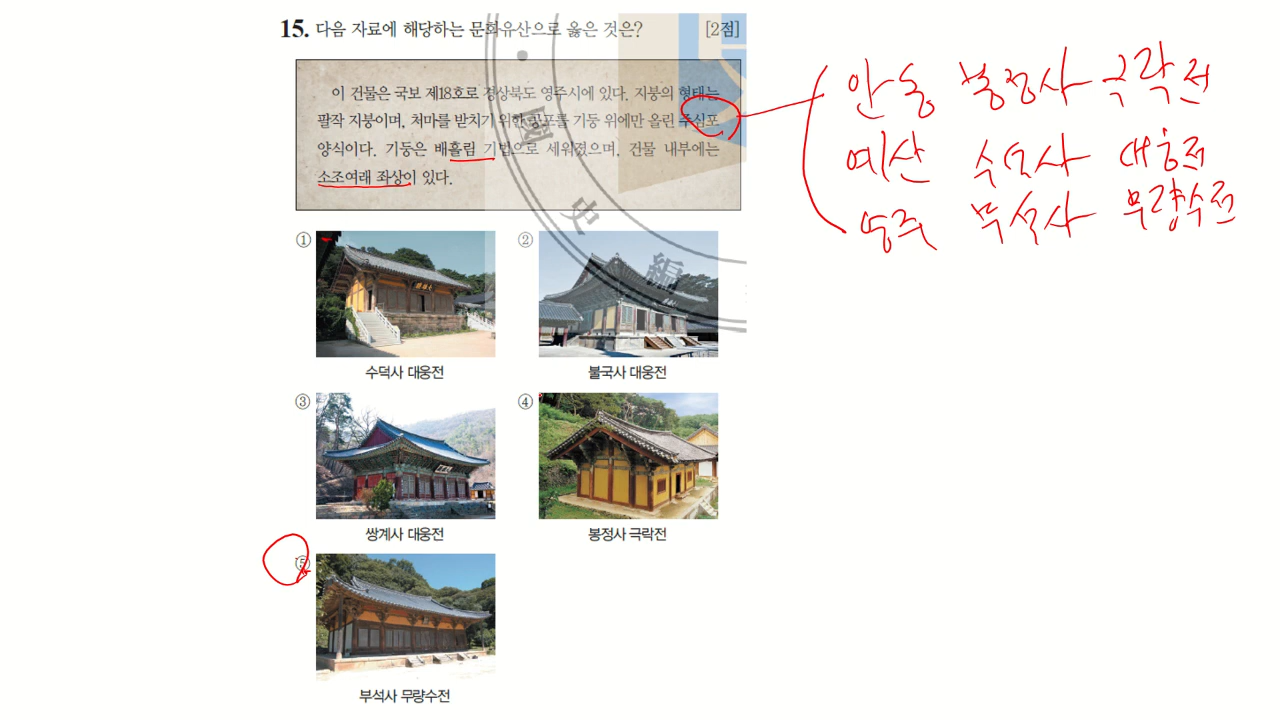 15. 다음 자료에 해당하는 문화유산으로 옳은 것은? [2점]
이 건물은 국보 제18호로 경상북도 영주시에 있다. 지붕의 형태는
팔작 지붕이며, 처마를 받치기 위한 공포를 기둥 위에만 올린 주심포
양식이다. 기둥은 배흘림 기법으로 세워졌으며, 건물 내부에는
소조여래 좌상이 있다.
안동 봉정사 극락전
예산 수덕사 대웅전
영주 부석사 무량수전
國
史
編
①
②
수덕사 대웅전
불국사 대웅전
③
④
쌍계사 대웅전
봉정사 극락전
⑤
부석사 무량수전